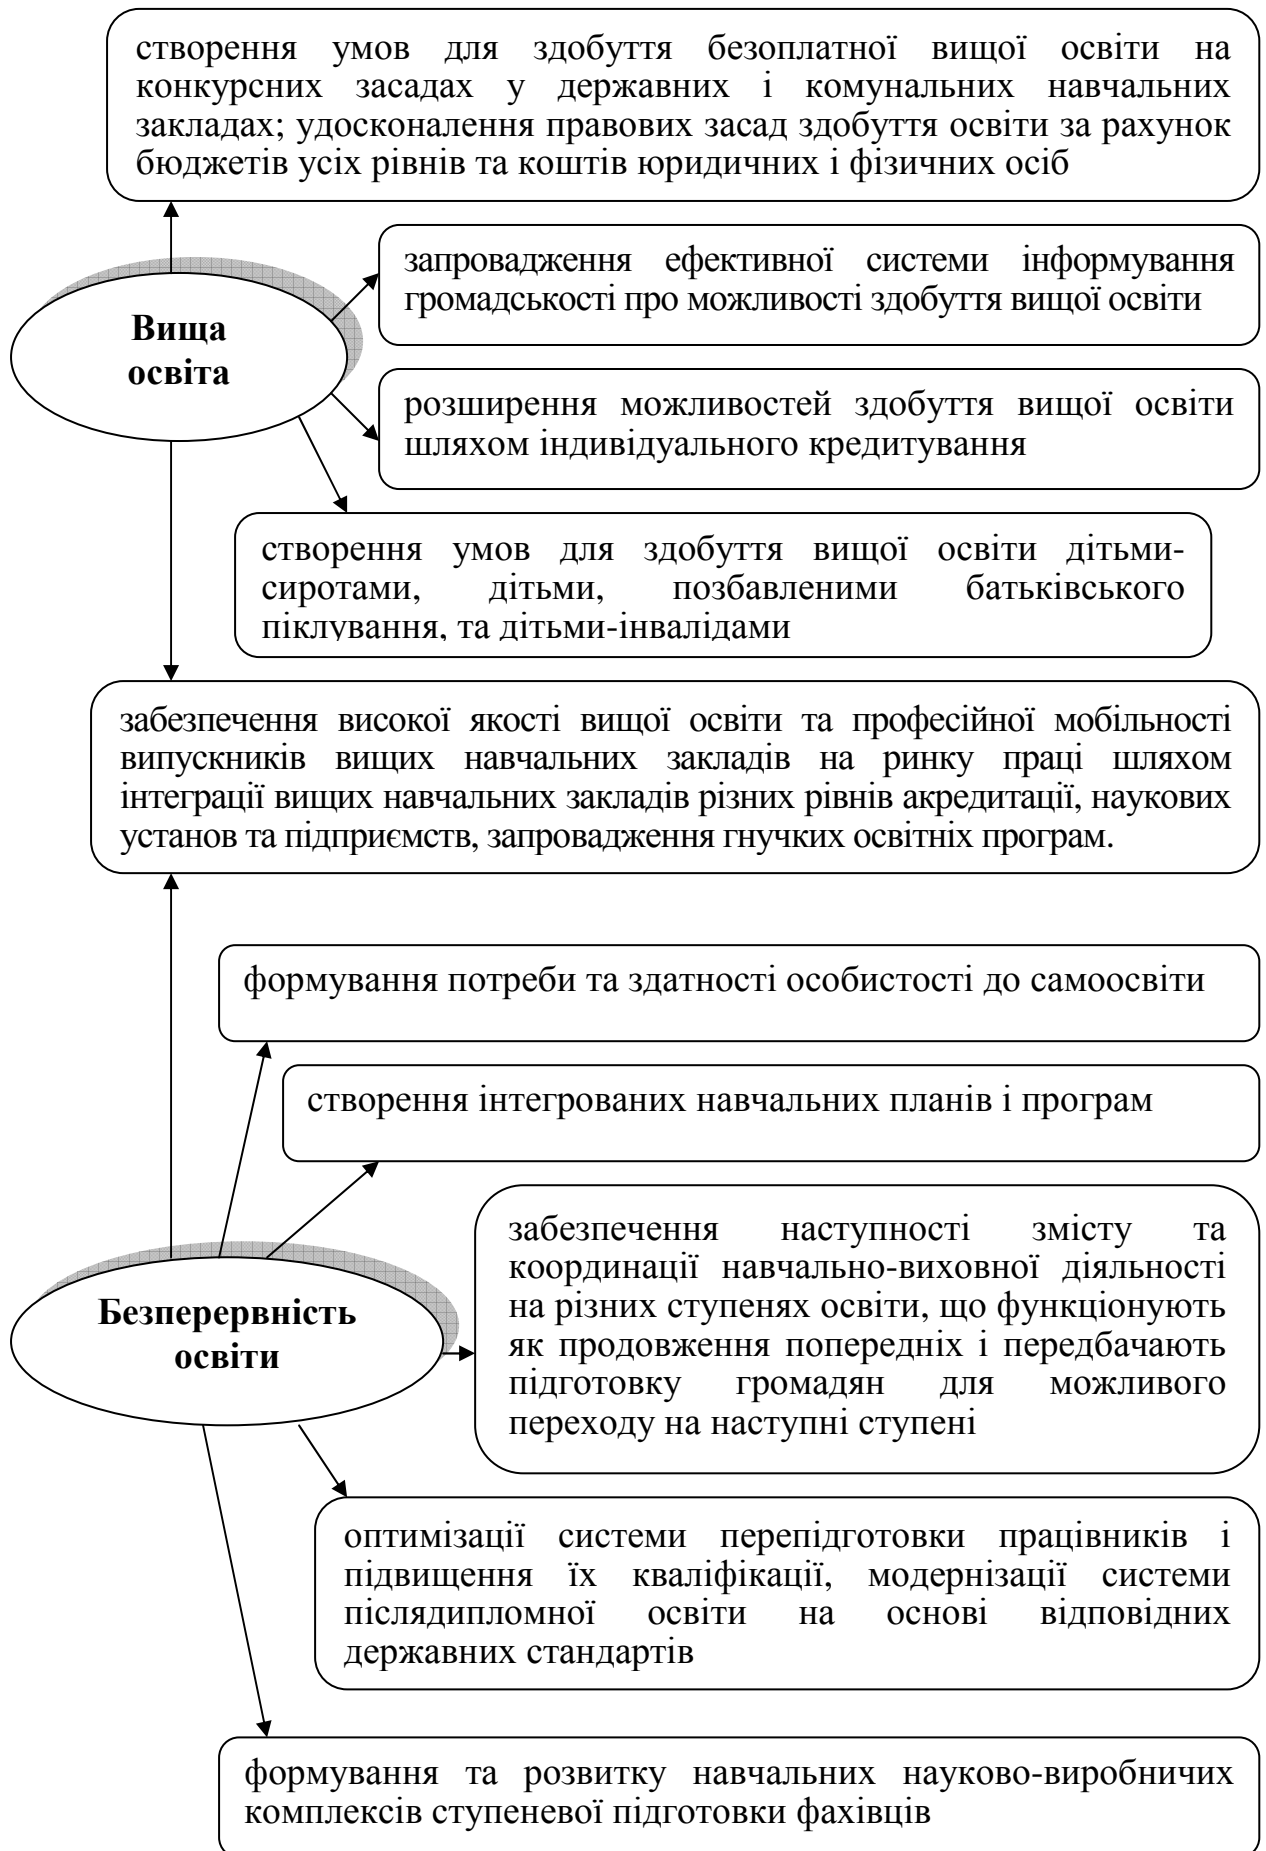 створення умов для здобуття безоплатної вищої освіти на
конкурсних засадах у державних і комунальних навчальних
закладах; удосконалення правових засад здобуття освіти за рахунок
бюджетів усіх рівнів та коштів юридичних і фізичних осіб
запровадження ефективної системи інформування
громадськості про можливості здобуття вищої освіти
Вища
освіта
розширення можливостей здобуття вищої освіти
шляхом індивідуального кредитування
створення умов для здобуття вищої освіти дітьми-
сиротами, дітьми, позбавленими батьківського
піклування, та дітьми-інвалідами
забезпечення високої якості вищої освіти та професійної мобільності
випускників вищих навчальних закладів на ринку праці шляхом
інтеграції вищих навчальних закладів різних рівнів акредитації, наукових
установ та підприємств, запровадження гнучких освітніх програм.
формування потреби та здатності особистості до самоосвіти
створення інтегрованих навчальних планів і програм
забезпечення наступності змісту та
координації навчально-виховної діяльності
на різних ступенях освіти, що функціонують
як продовження попередніх і передбачають
підготовку громадян для можливого
переходу на наступні ступені
Безперервність
освіти
оптимізації системи перепідготовки працівників і
підвищення їх кваліфікації, модернізації системи
післядипломної освіти на основі відповідних
державних стандартів
формування та розвитку навчальних науково-виробничих
комплексів ступеневої підготовки фахівців